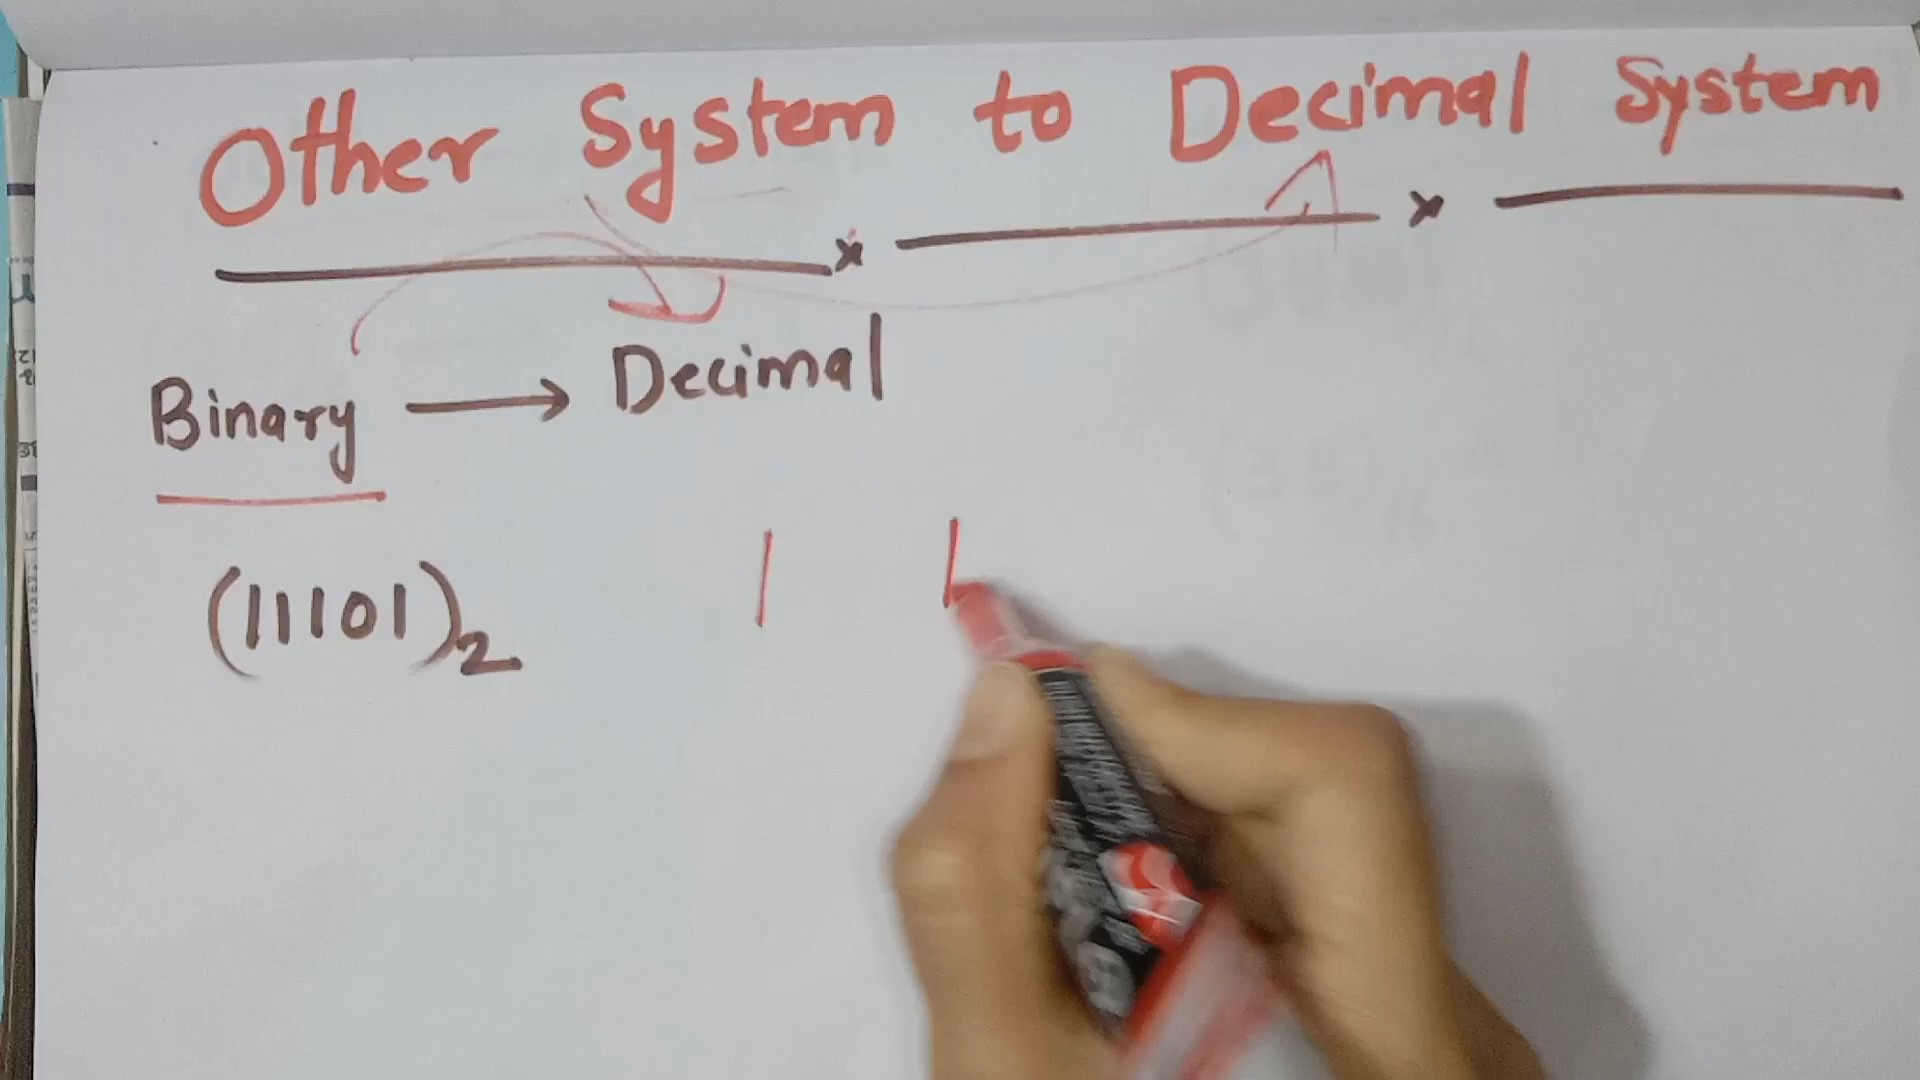 Other System to Decimal System
Binary → Decimal
(11101)2 1 1